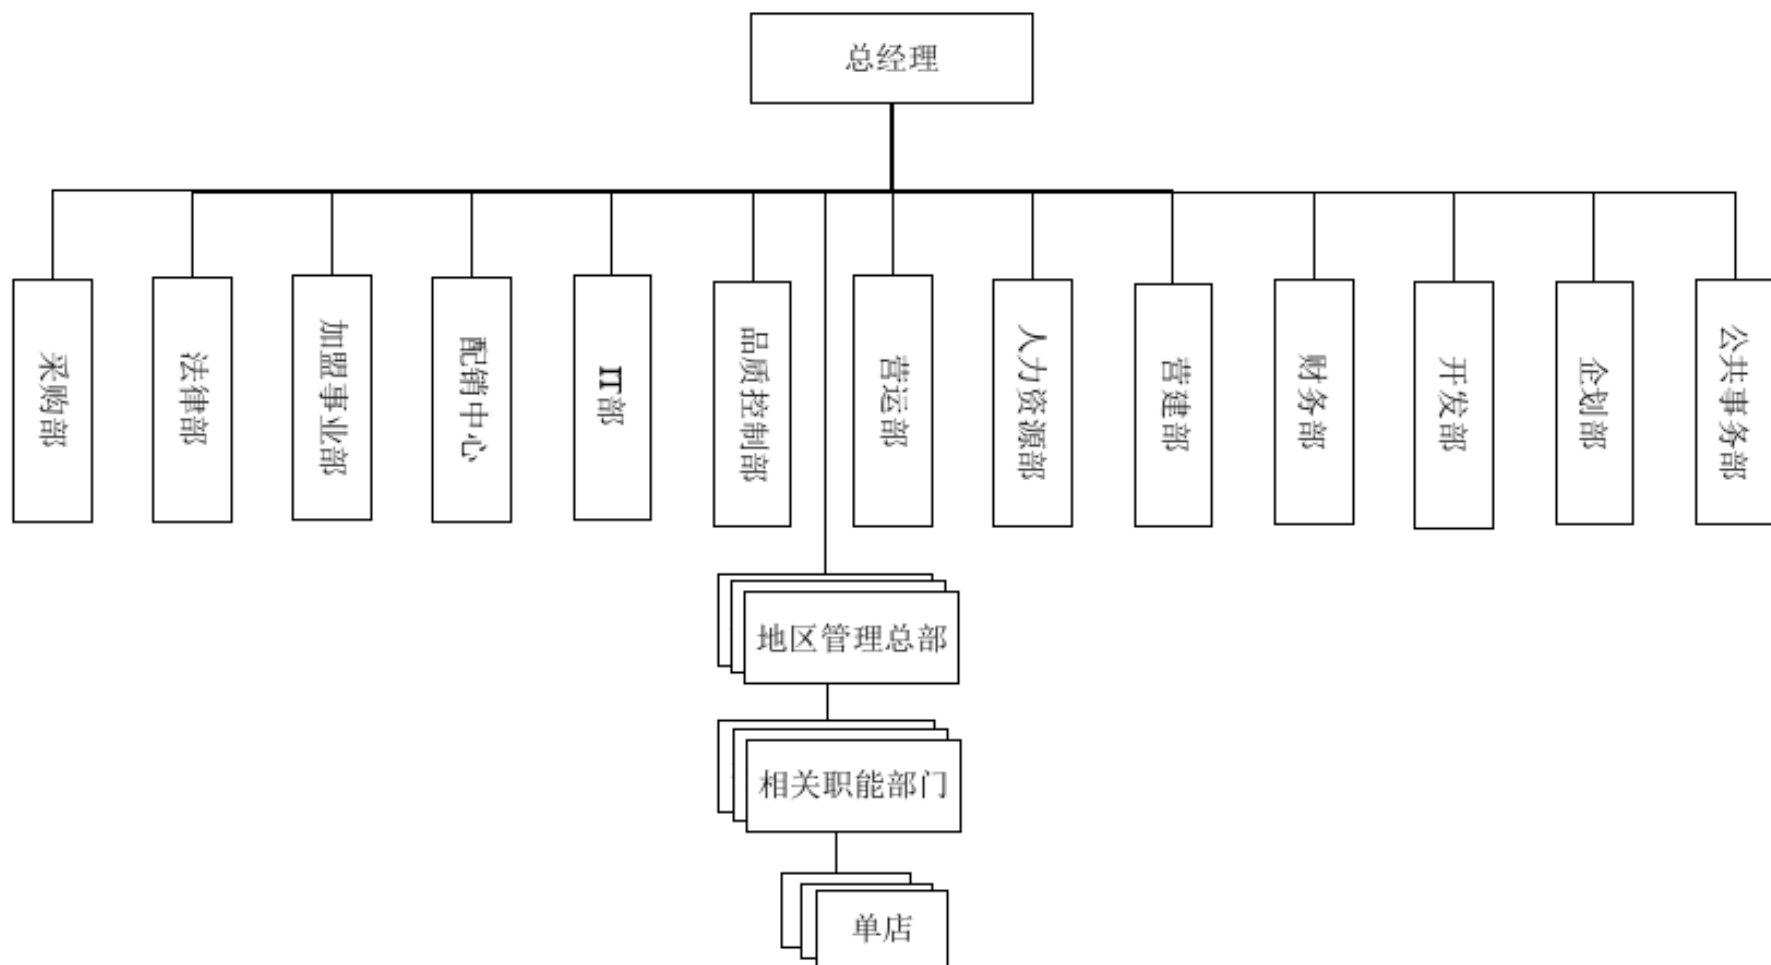 总经理
采购部
法律部
加盟事业部
配销中心
IT部
品质控制部
营运部
人力资源部
营建部
财务部
开发部
企划部
公共事务部
地区管理总部
相关职能部门
单店